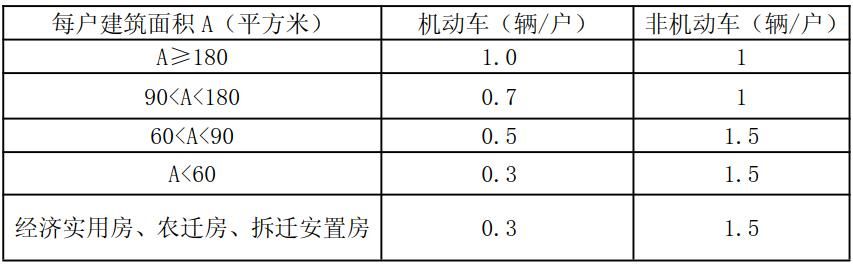 每户建筑面积 A（平方米） 机动车（辆/户） 非机动车（辆/户）
A≥180 1.0 1
90<A<180 0.7 1
60<A<90 0.5 1.5
A<60 0.3 1.5
经济实用房、农迁房、拆迁安置房 0.3 1.5